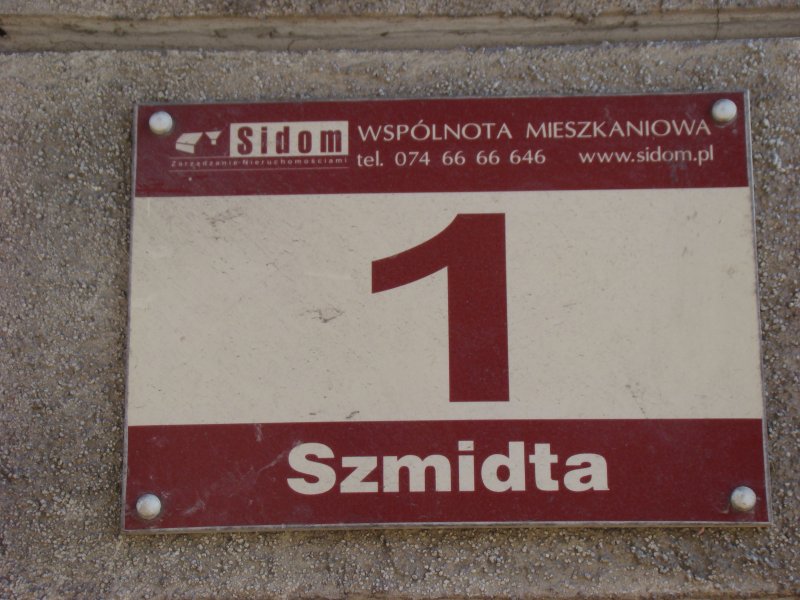 Sidom WSPÓLNOTA MIESZKANIOWA
Zarządzanie Nieruchomościami tel. 074 66 66 646 www.sidom.pl
1
Szmidta